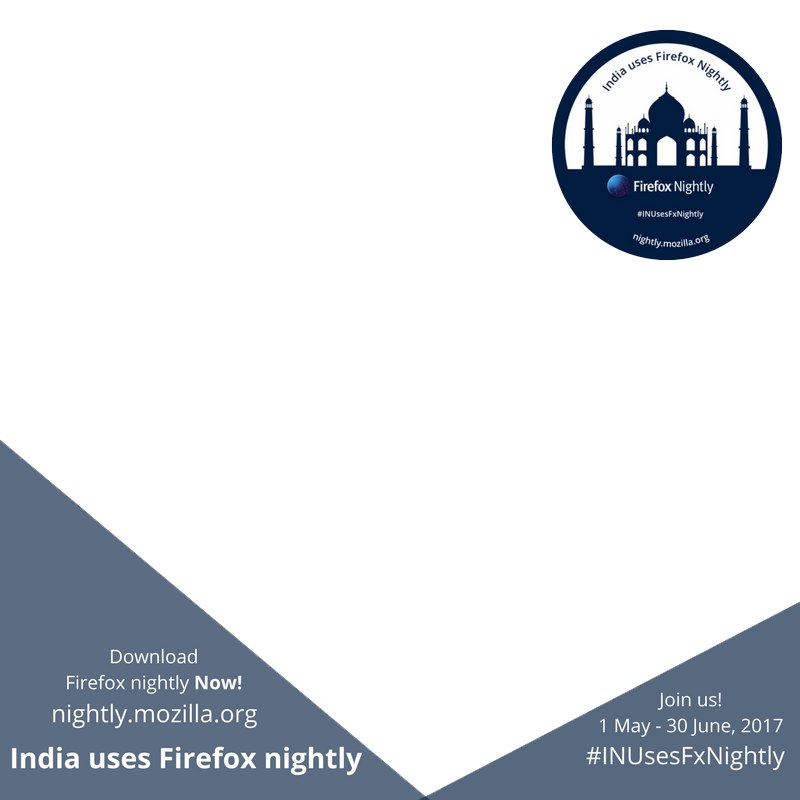 India uses Firefox Nightly
Firefox Nightly
#INUsesFxNightly
nightly.mozilla.org
Download
Firefox nightly Now!
nightly.mozilla.org
India uses Firefox nightly
Join us!
1 May - 30 June, 2017
#INUsesFxNightly